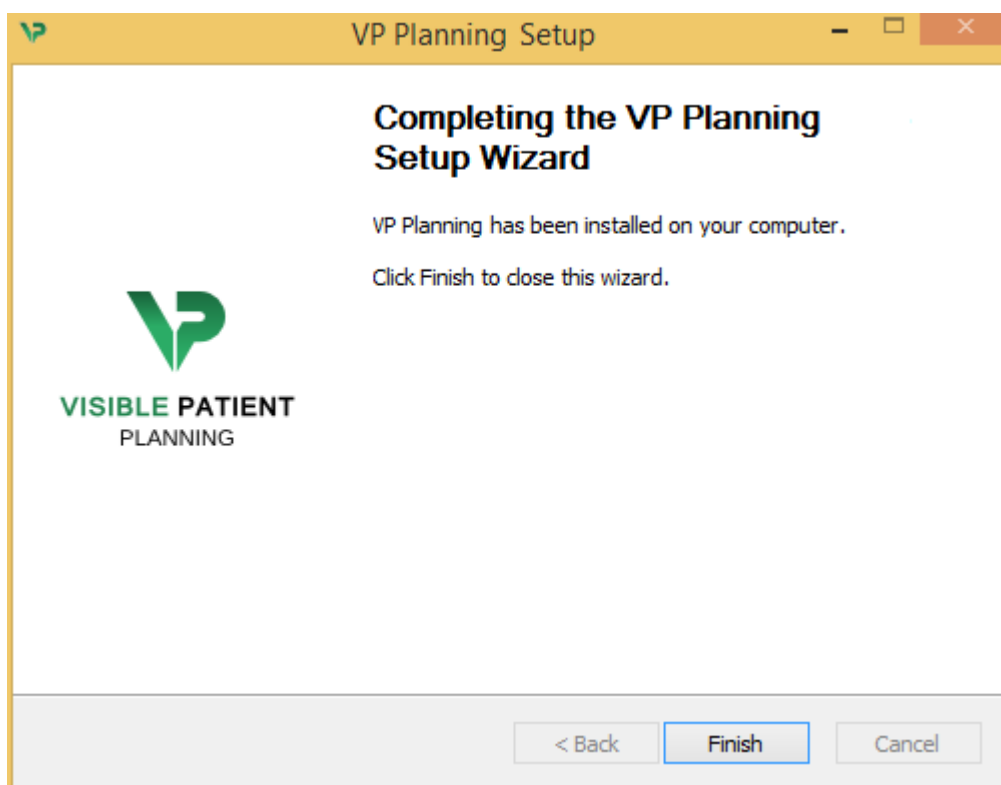 VP Planning Setup
Completing the VP Planning
Setup Wizard
VP Planning has been installed on your computer.
Click Finish to close this wizard.
VP
VISIBLE PATIENT
PLANNING
< Back
Finish
Cancel